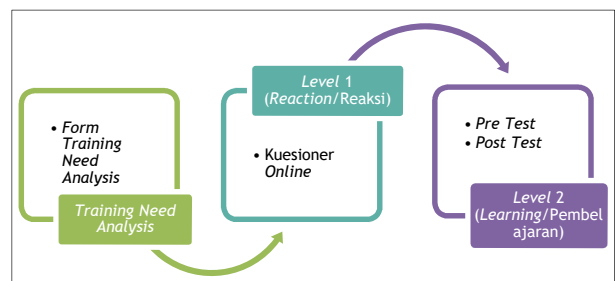 • Form
Training
Need
Analysis
Training Need
Analysis
Level 1
(Reaction/Reaksi)
• Kuesioner
Online
• Pre Test
• Post Test
Level 2
(Learning/Pembel
ajaran)